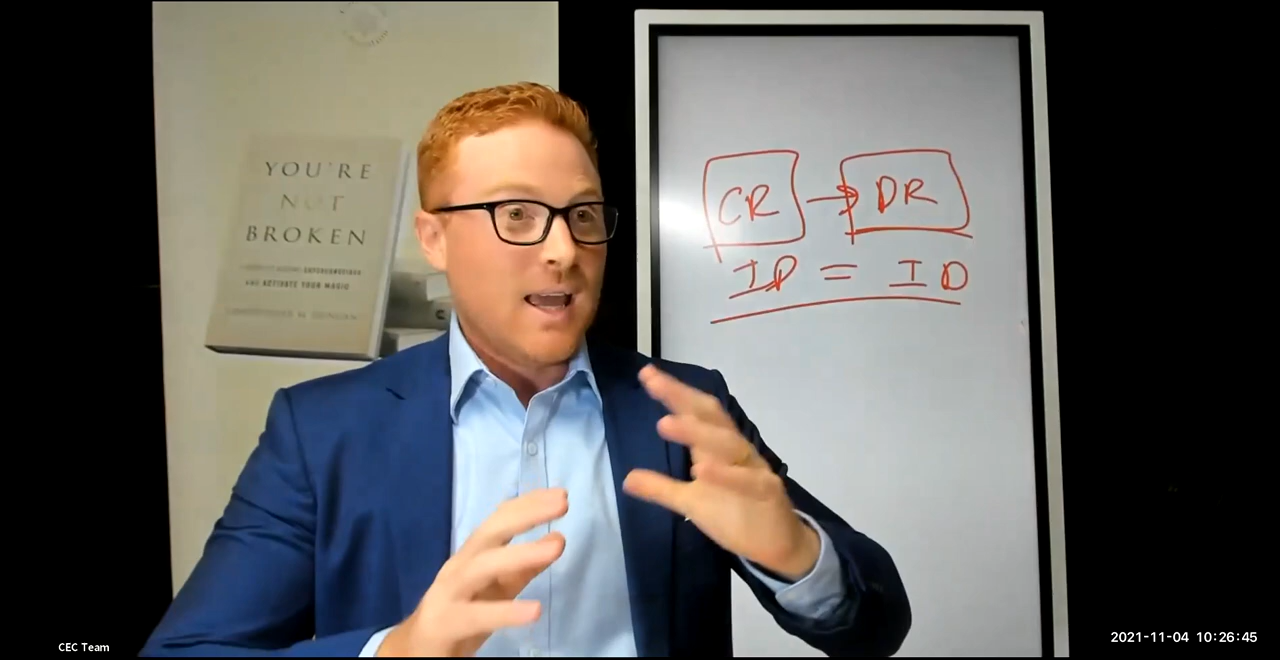 YOU'RE
NOT
BROKEN
AND ACTIVATE YOUR MAGIC
C
CR → DR
ID = ID
CEC Team
2021-11-04 10:26:45